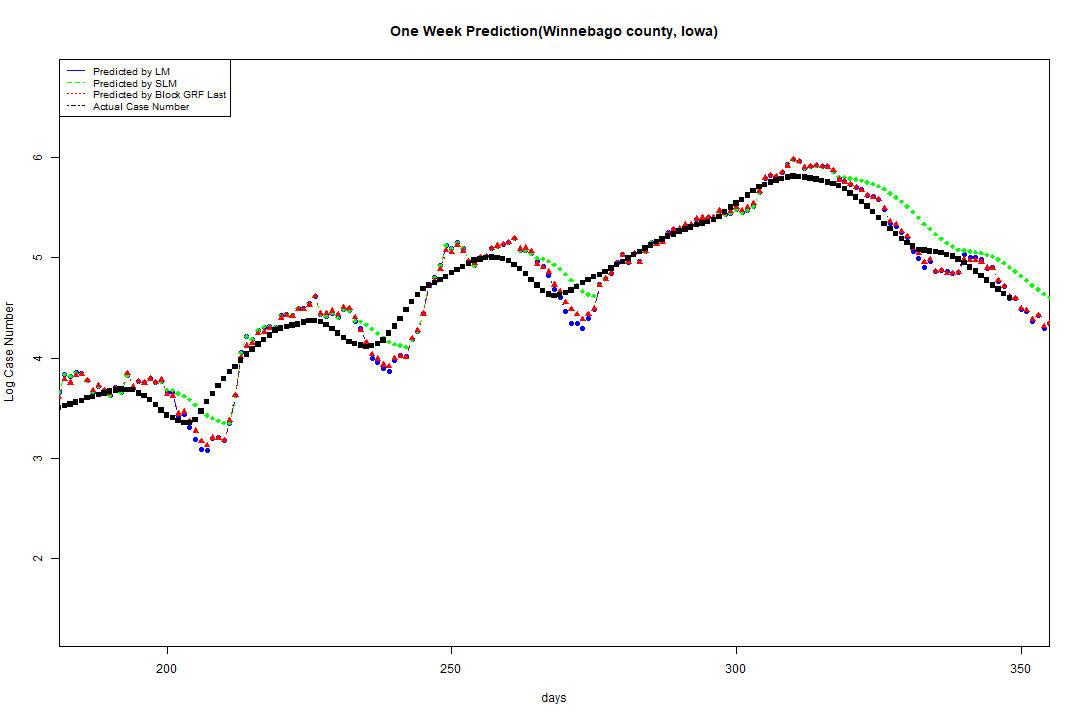 One Week Prediction(Winnebago county, Iowa)
Predicted by LM
Predicted by SLM
Predicted by Block GRF Last
Actual Case Number
Log Case Number
6
5
4
3
2
200
250
300
350
days